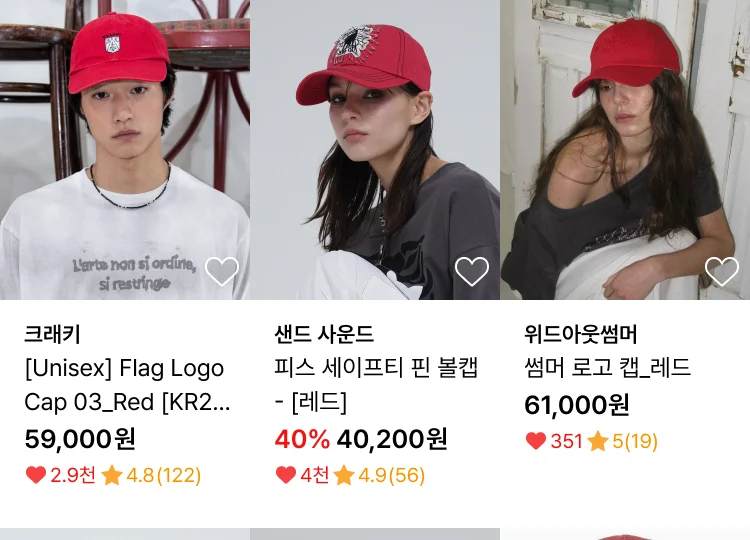 L'arte non si ordine,
si restringe
크래키
[Unisex] Flag Logo
Cap 03_Red [KR2...
59,000원
2.9천 4.8(122)
샌드 사운드
피스 세이프티 핀 볼캡
- [레드]
40% 40,200원
4천 4.9(56)
위드아웃썸머
썸머 로고 캡_레드
61,000원
351 5(19)